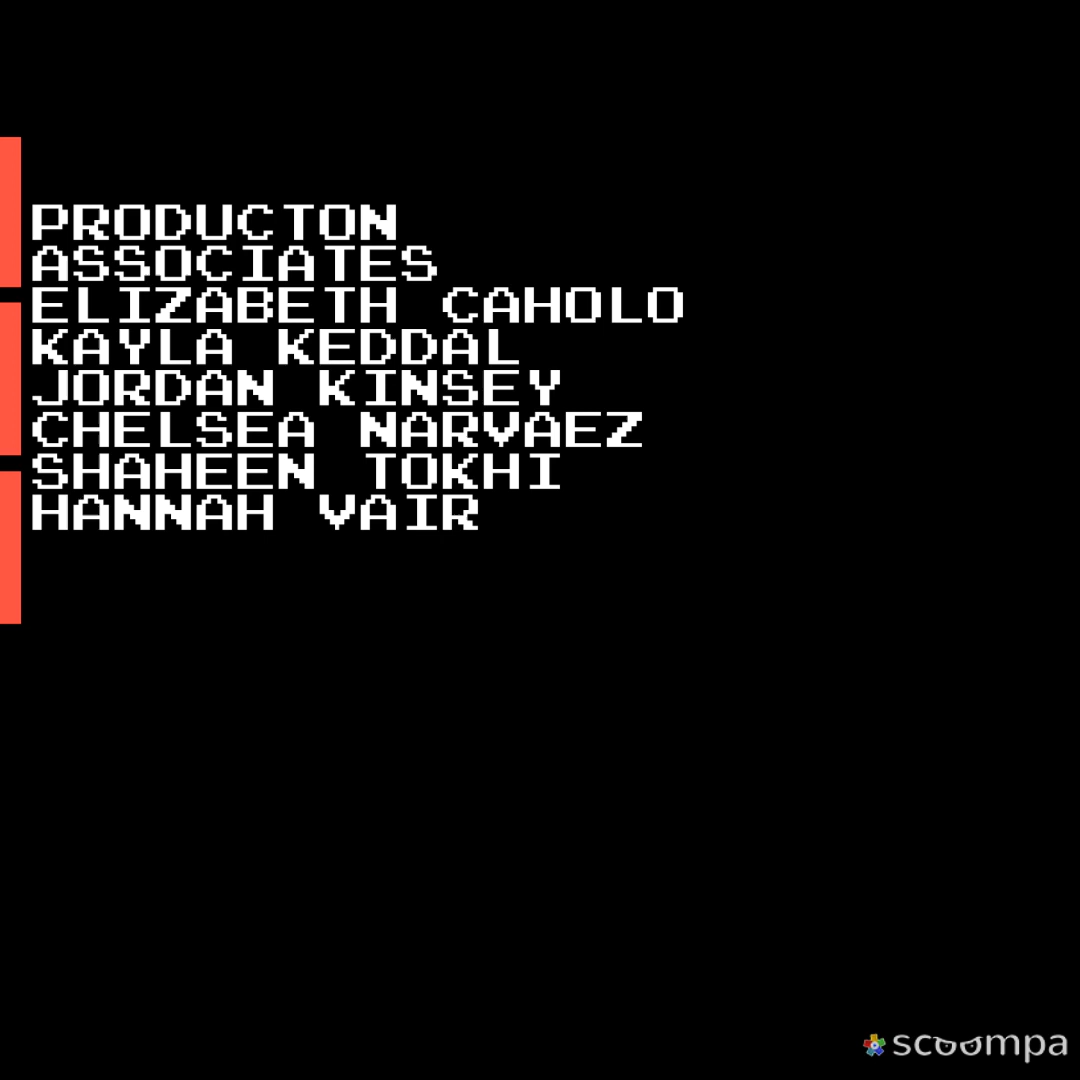 PRODUCTON
ASSOCIATES
ELIZABETH CAHOLO
KAYLA KEDDAL
JORDAN KINSEY
CHELSEA NARVAEZ
SHAHEEN TOKHI
HANNAH VAIR
scoompa